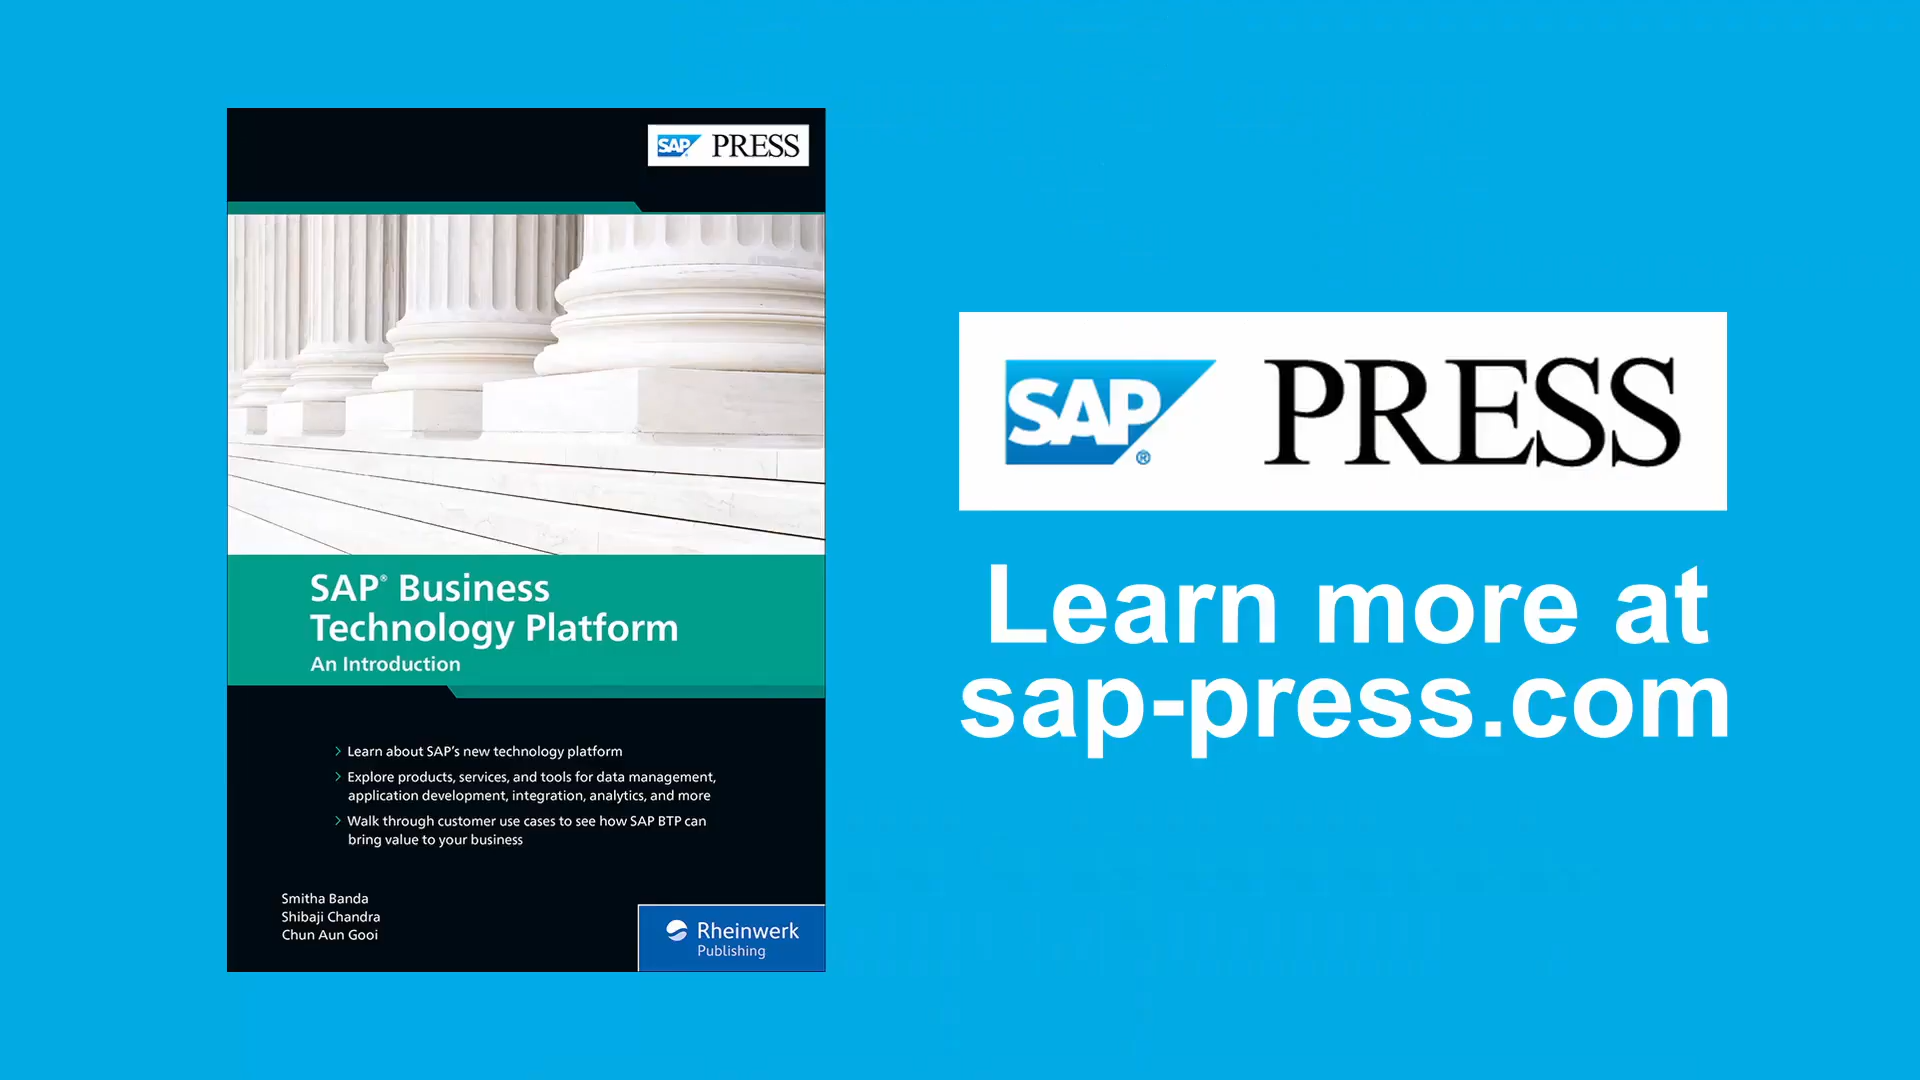 SAP PRESS
SAP® Business
Technology Platform
An Introduction
> Learn about SAP's new technology platform
> Explore products, services, and tools for data management,
application development, integration, analytics, and more
> Walk through customer use cases to see how SAP BTP can
bring value to your business
Smitha Banda
Shibaji Chandra
Chun Aun Gooi
Rheinwerk
Publishing
SAP® PRESS
Learn more at
sap-press.com